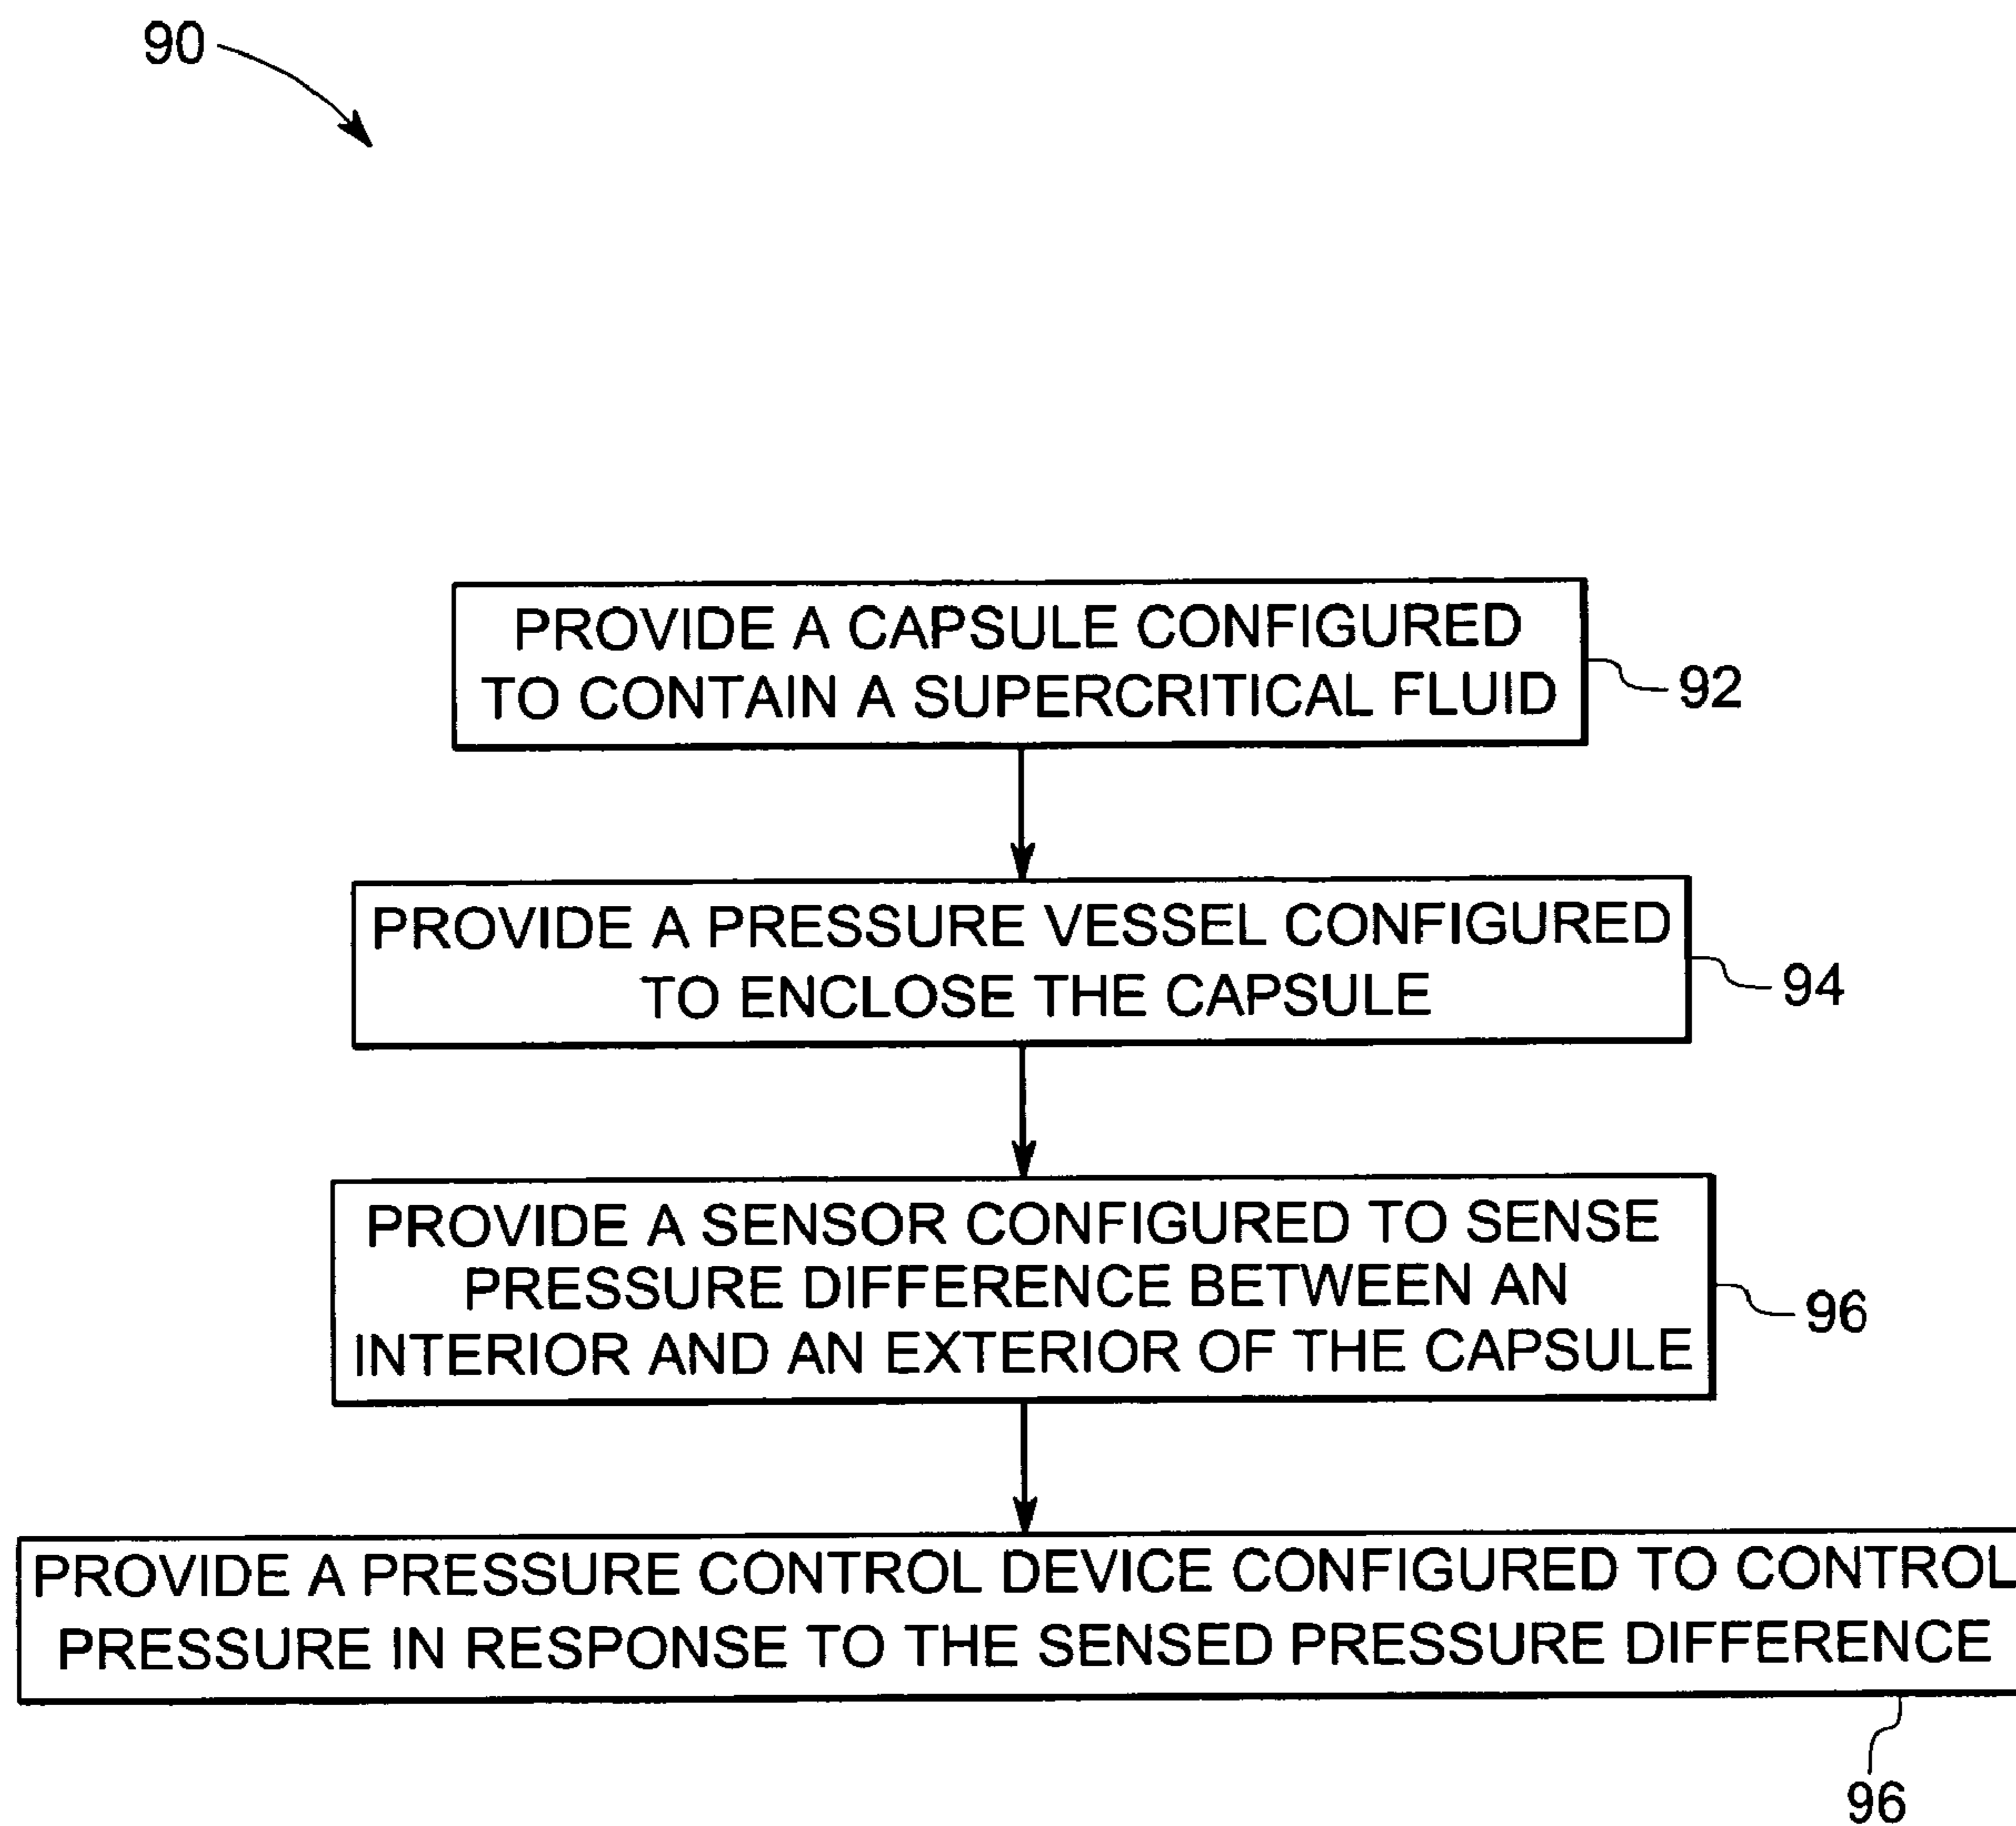 90
PROVIDE A CAPSULE CONFIGURED
TO CONTAIN A SUPERCRITICAL FLUID
92
PROVIDE A PRESSURE VESSEL CONFIGURED
TO ENCLOSE THE CAPSULE
94
PROVIDE A SENSOR CONFIGURED TO SENSE
PRESSURE DIFFERENCE BETWEEN AN
INTERIOR AND AN EXTERIOR OF THE CAPSULE
96
PROVIDE A PRESSURE CONTROL DEVICE CONFIGURED TO CONTROL
PRESSURE IN RESPONSE TO THE SENSED PRESSURE DIFFERENCE
96